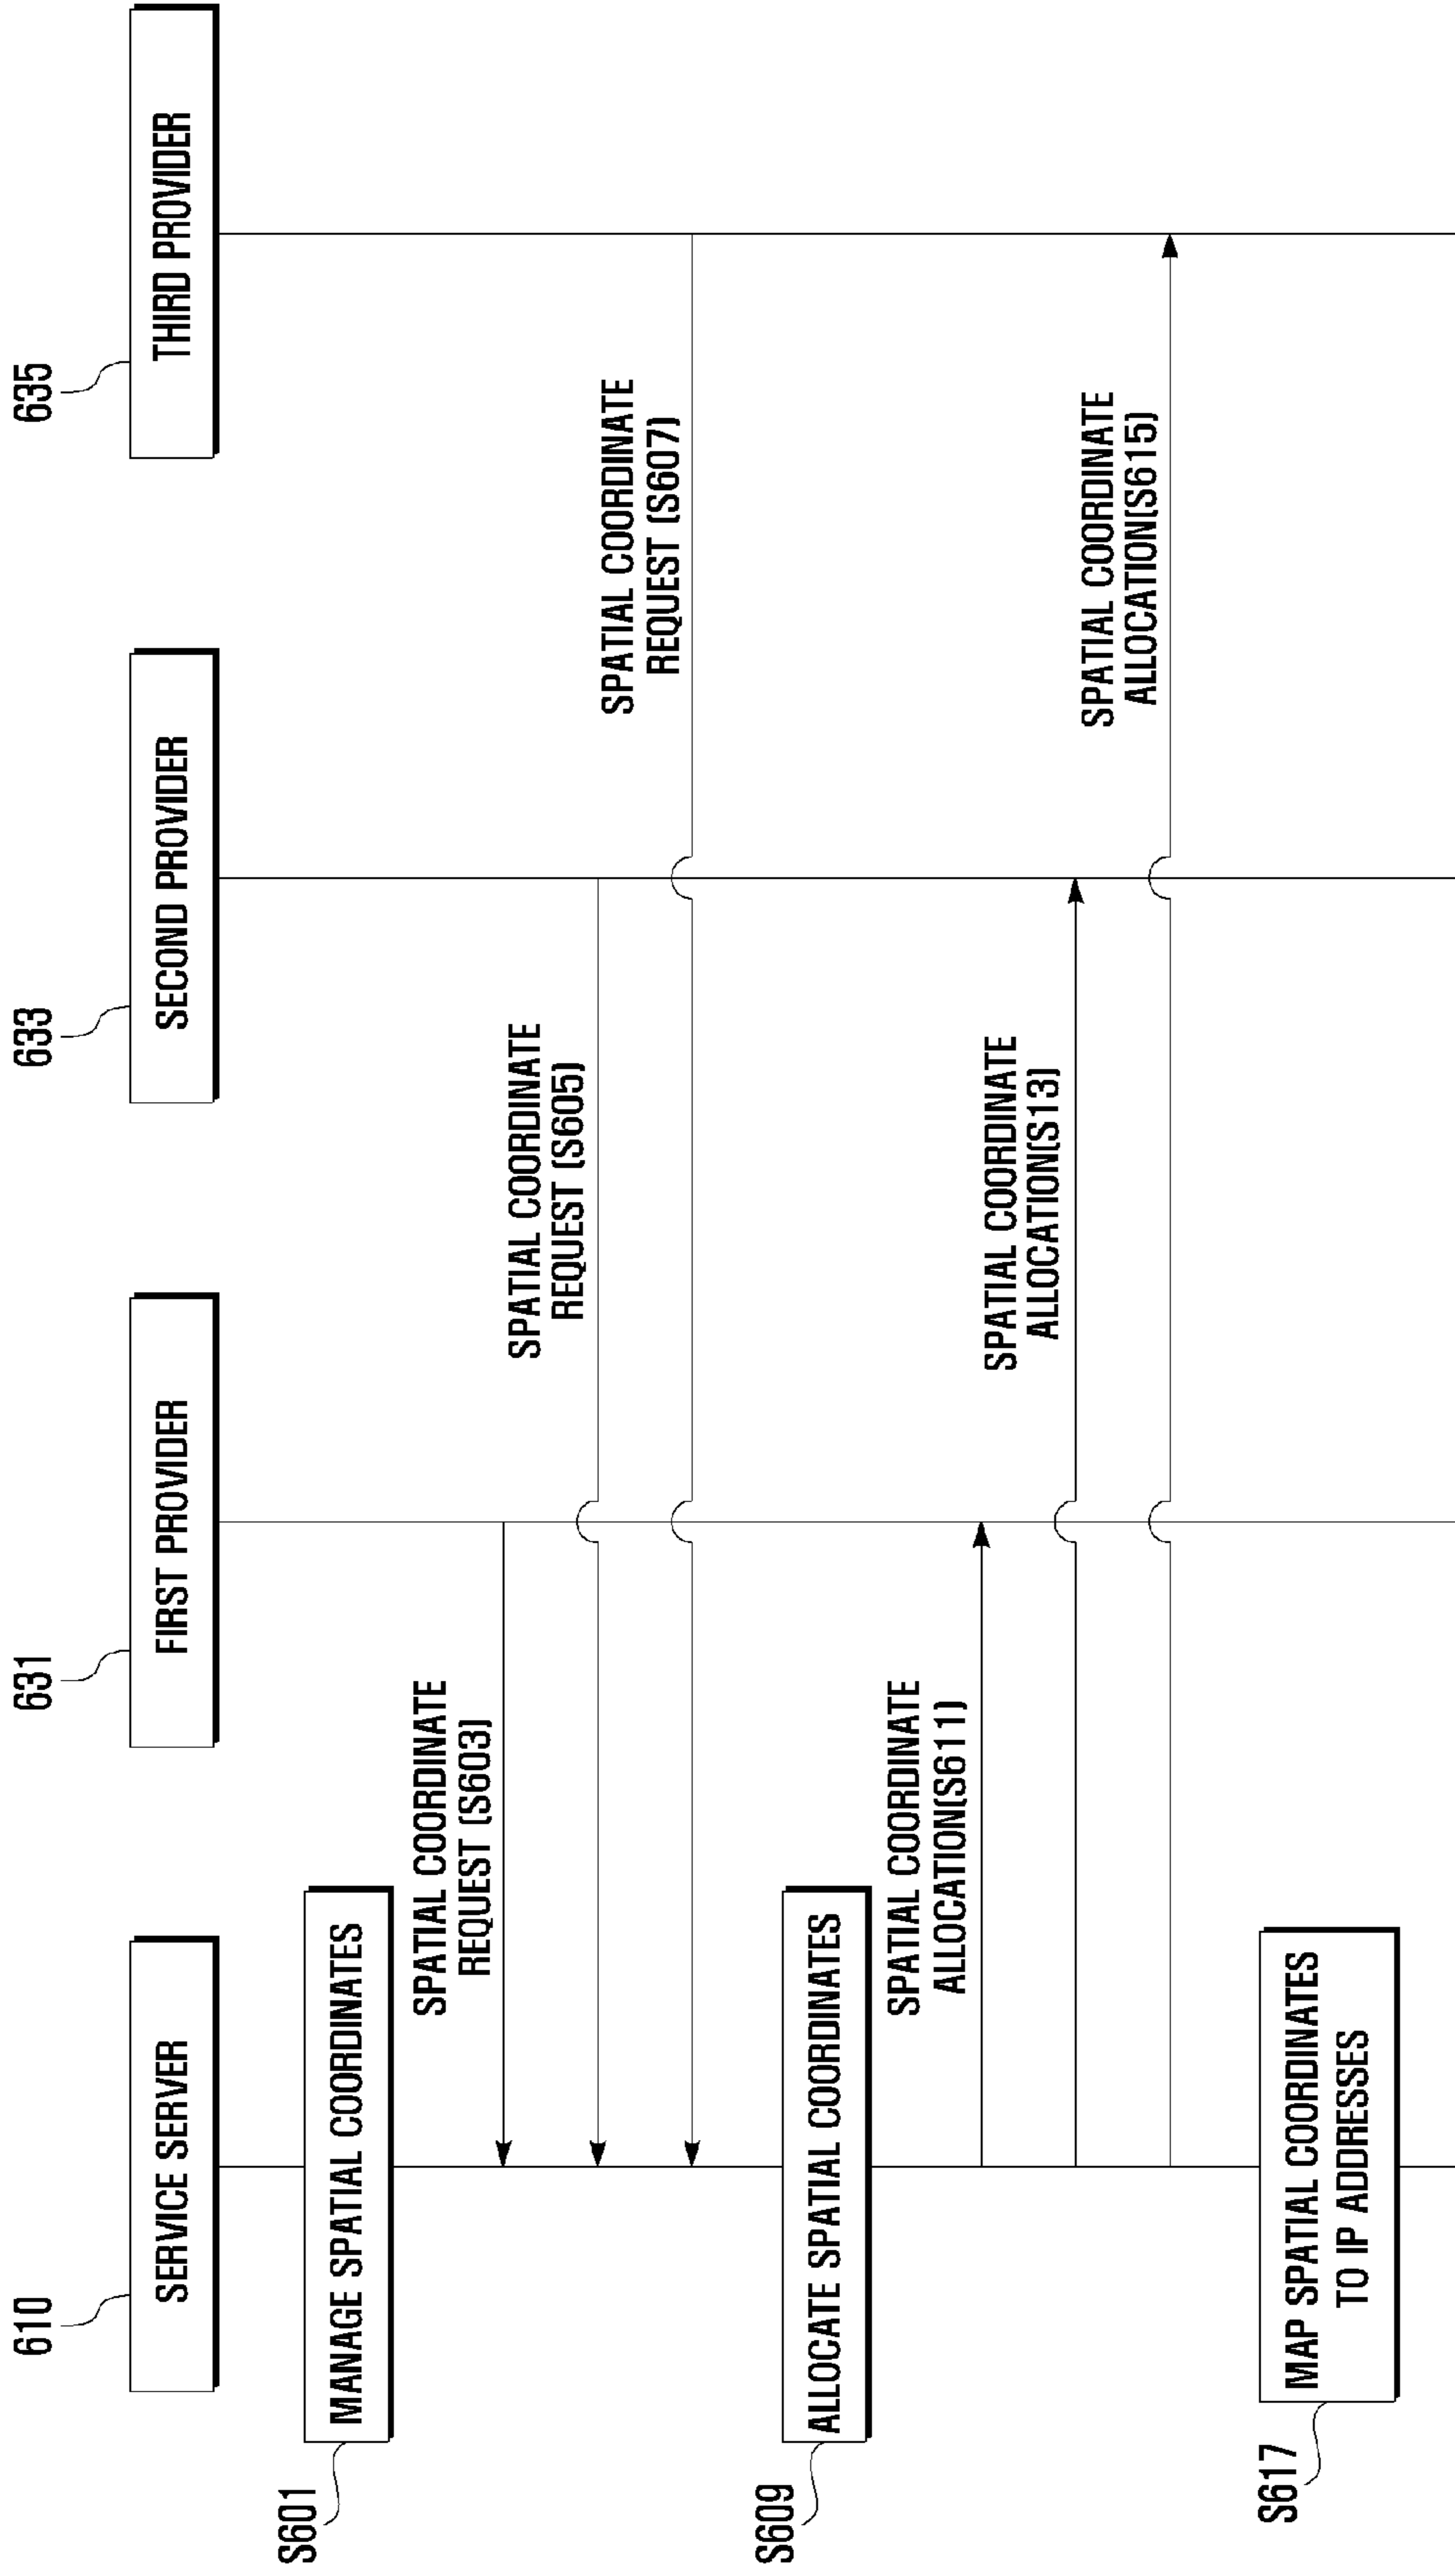 610
631
633
635
SERVICE SERVER
FIRST PROVIDER
SECOND PROVIDER
THIRD PROVIDER
S601
MANAGE SPATIAL COORDINATES
SPATIAL COORDINATE
REQUEST (S603)
SPATIAL COORDINATE
REQUEST (S605)
SPATIAL COORDINATE
REQUEST (S607)
S609
ALLOCATE SPATIAL COORDINATES
SPATIAL COORDINATE
ALLOCATION(S611)
SPATIAL COORDINATE
ALLOCATION(S13)
SPATIAL COORDINATE
ALLOCATION(S615)
S617
MAP SPATIAL COORDINATES
TO IP ADDRESSES